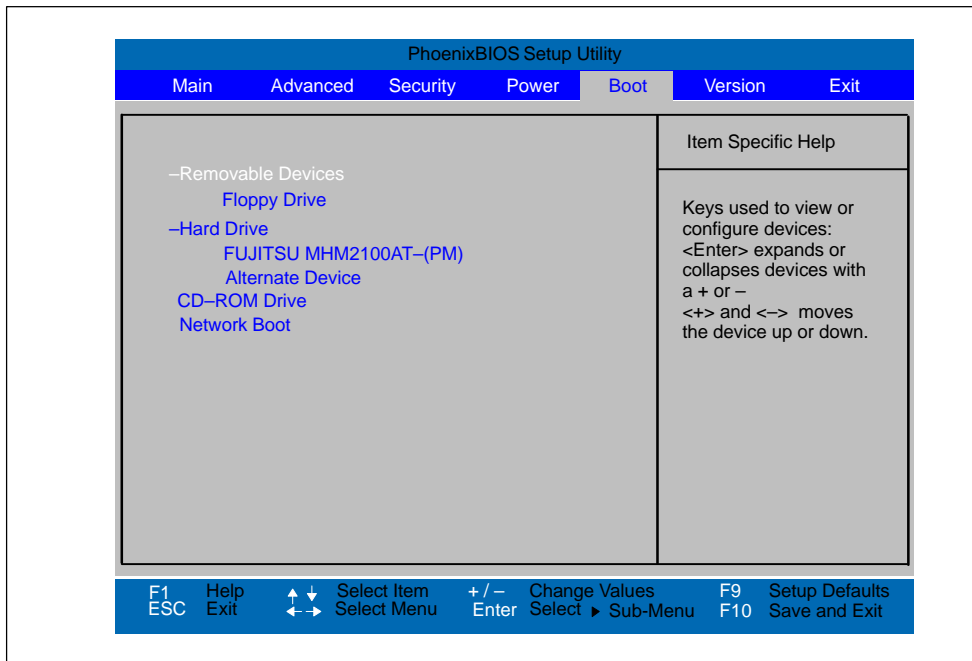 PhoenixBIOS Setup Utility
Main Advanced Security Power Boot Version Exit
Item Specific Help
–Removable Devices
Floppy Drive
–Hard Drive
FUJITSU MHM2100AT–(PM)
Alternate Device
CD–ROM Drive
Network Boot
Keys used to view or
configure devices:
<Enter> expands or
collapses devices with
a + or –
<+> and <–> moves
the device up or down.
F1 Help Select Item +/– Change Values F9 Setup Defaults
ESC Exit Select Menu Enter Select Sub-Menu F10 Save and Exit